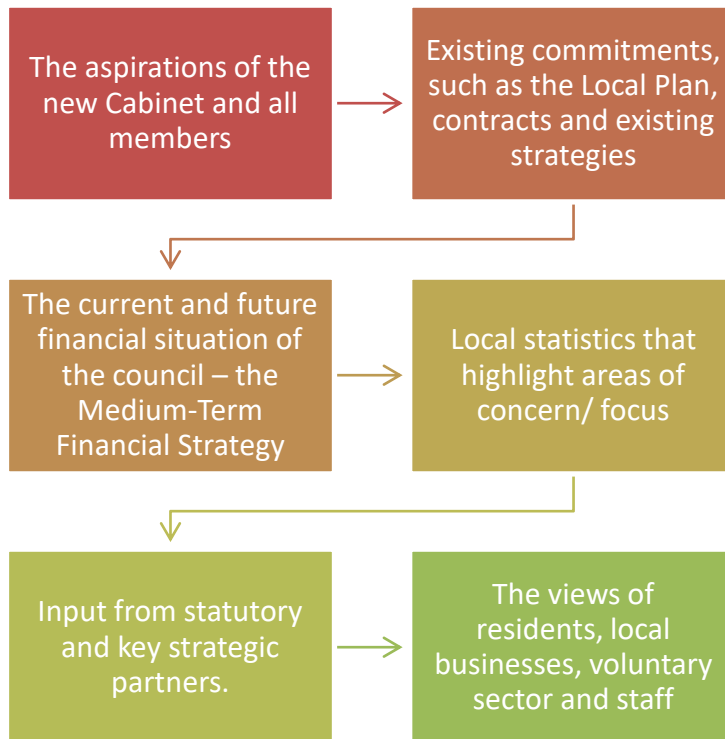 The aspirations of the
new Cabinet and all
members
Existing commitments,
such as the Local Plan,
contracts and existing
strategies
The current and future
financial situation of
the council – the
Medium-Term
Financial Strategy
Local statistics that
highlight areas of
concern/ focus
Input from statutory
and key strategic
partners.
The views of
residents, local
businesses, voluntary
sector and staff